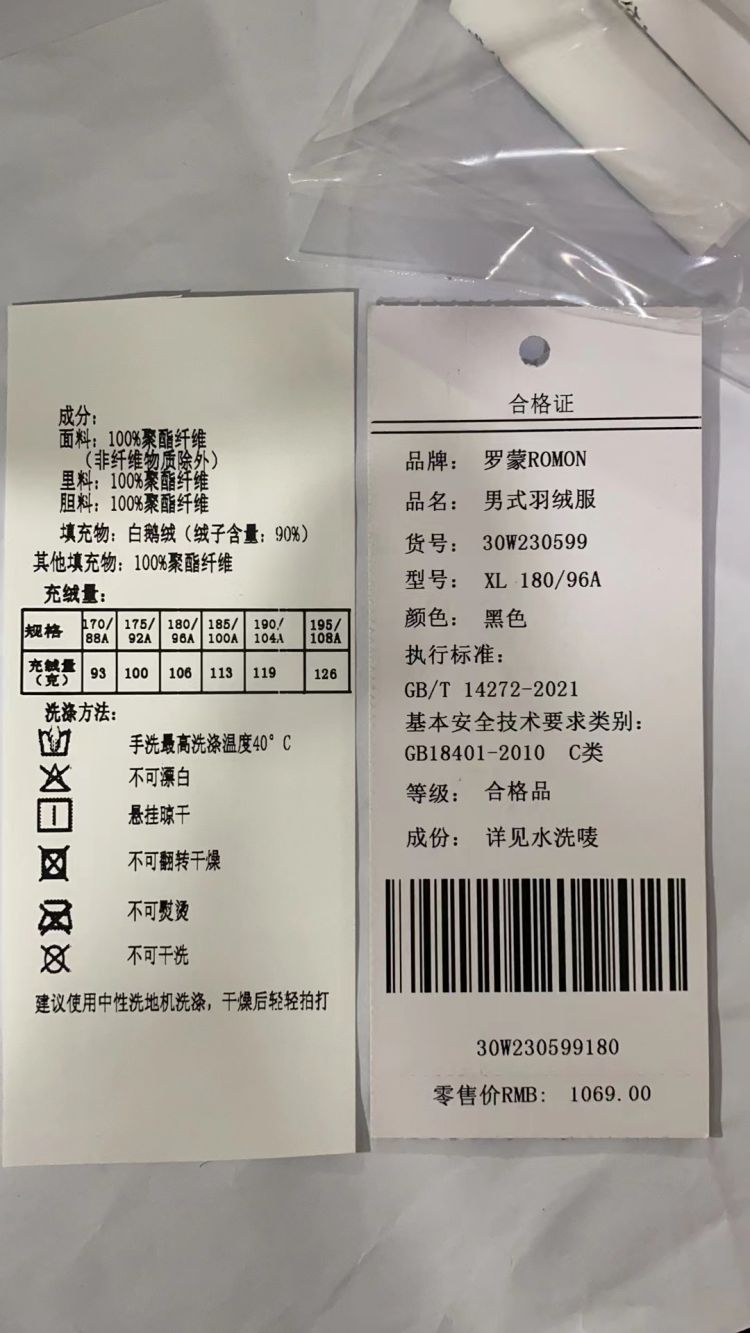 成分：
面料：100%聚酯纤维
（非纤维物质除外）
里料：100%聚酯纤维
胆料：100%聚酯纤维
填充物：白鹅绒（绒子含量：90%）
其他填充物：100%聚酯纤维
充绒量：
规格 170/88A 175/92A 180/96A 185/100A 190/104A 195/108A
充绒量（克） 93 100 106 113 119 126
洗涤方法：
手洗最高洗涤温度40°C
不可漂白
悬挂晾干
不可翻转干燥
不可熨烫
不可干洗
建议使用中性洗地机洗涤，干燥后轻轻拍打
合格证
品牌：罗蒙ROMON
品名：男式羽绒服
货号：30W230599
型号：XL 180/96A
颜色：黑色
执行标准：
GB/T 14272-2021
基本安全技术要求类别：
GB18401-2010 C类
等级：合格品
成份：详见水洗唛
30W230599180
零售价RMB: 1069.00